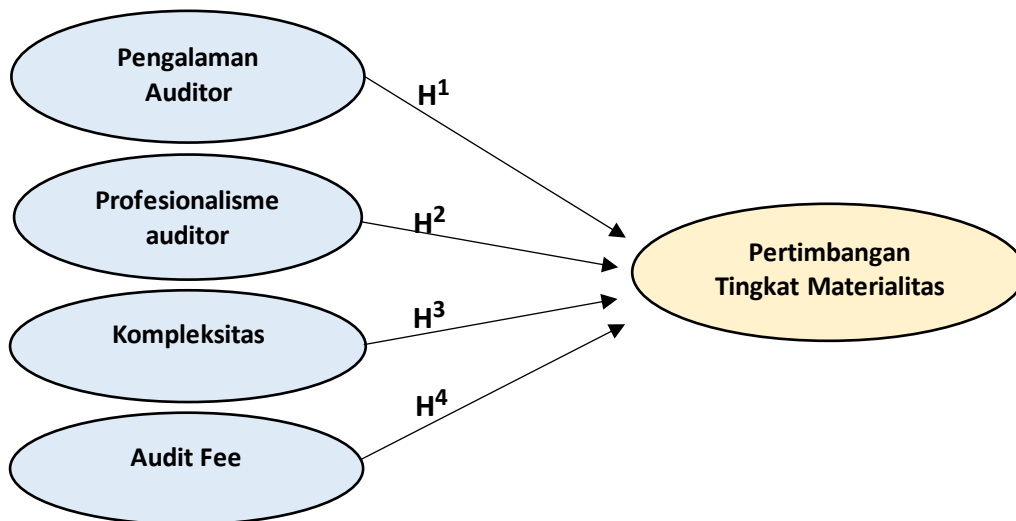 Pengalaman
Auditor
H1
Profesionalisme
auditor
H2
Pertimbangan
Tingkat Materialitas
Kompleksitas
H3
H4
Audit Fee